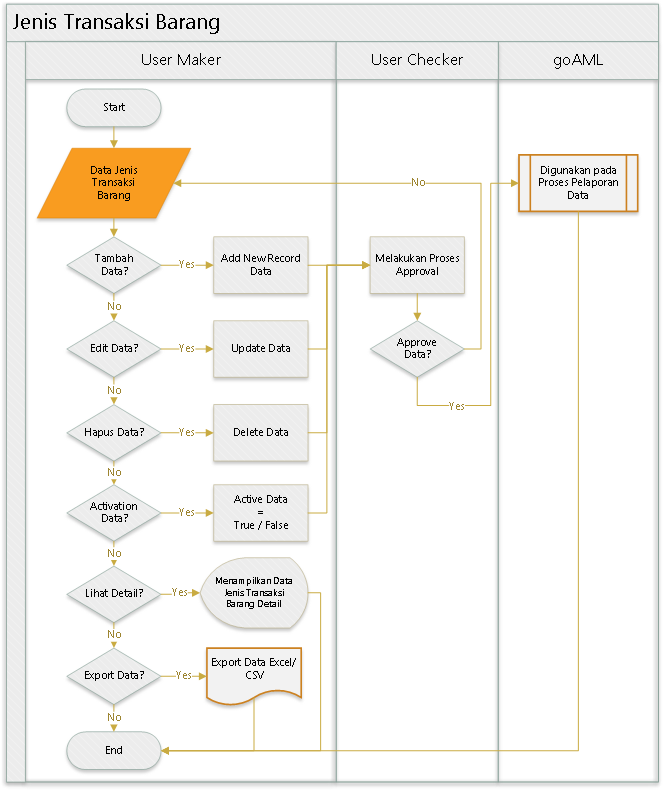 Jenis Transaksi Barang
User Maker
User Checker
goAML
Start
Data Jenis
Transaksi
Barang
No
Digunakan pada
Proses Pelaporan
Data
Tambah
Data?
Yes
Add New Record
Data
Melakukan Proses
Approval
No
Edit Data?
Yes
Update Data
Approve
Data?
No
Yes
Hapus Data?
Yes
Delete Data
No
Activation
Data?
Yes
Active Data
=
True / False
No
Lihat Detail?
Yes
Menampilkan Data
Jenis Transaksi
Barang Detail
No
Export Data?
Yes
Export Data Excel/
CSV
No
End